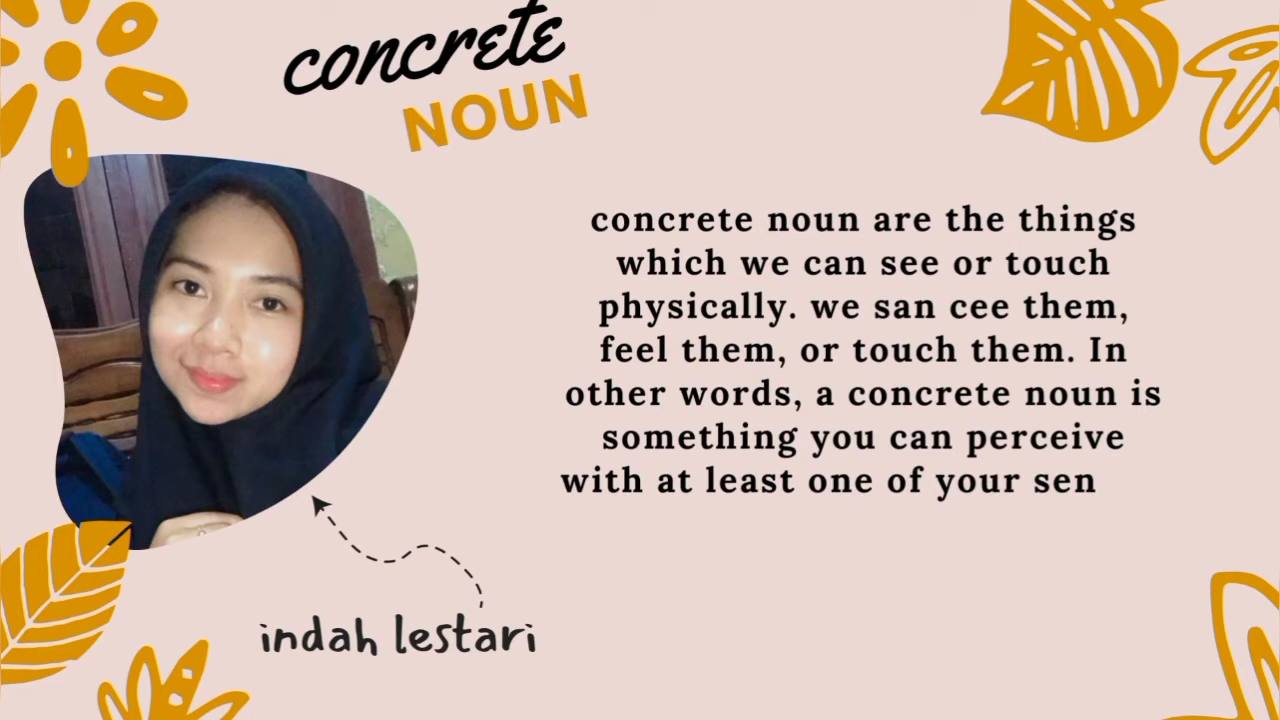 concrete
NOUN
concrete noun are the things
which we can see or touch
physically. we san cee them,
feel them, or touch them. In
other words, a concrete noun is
something you can perceive
with at least one of your sen
indah lestari